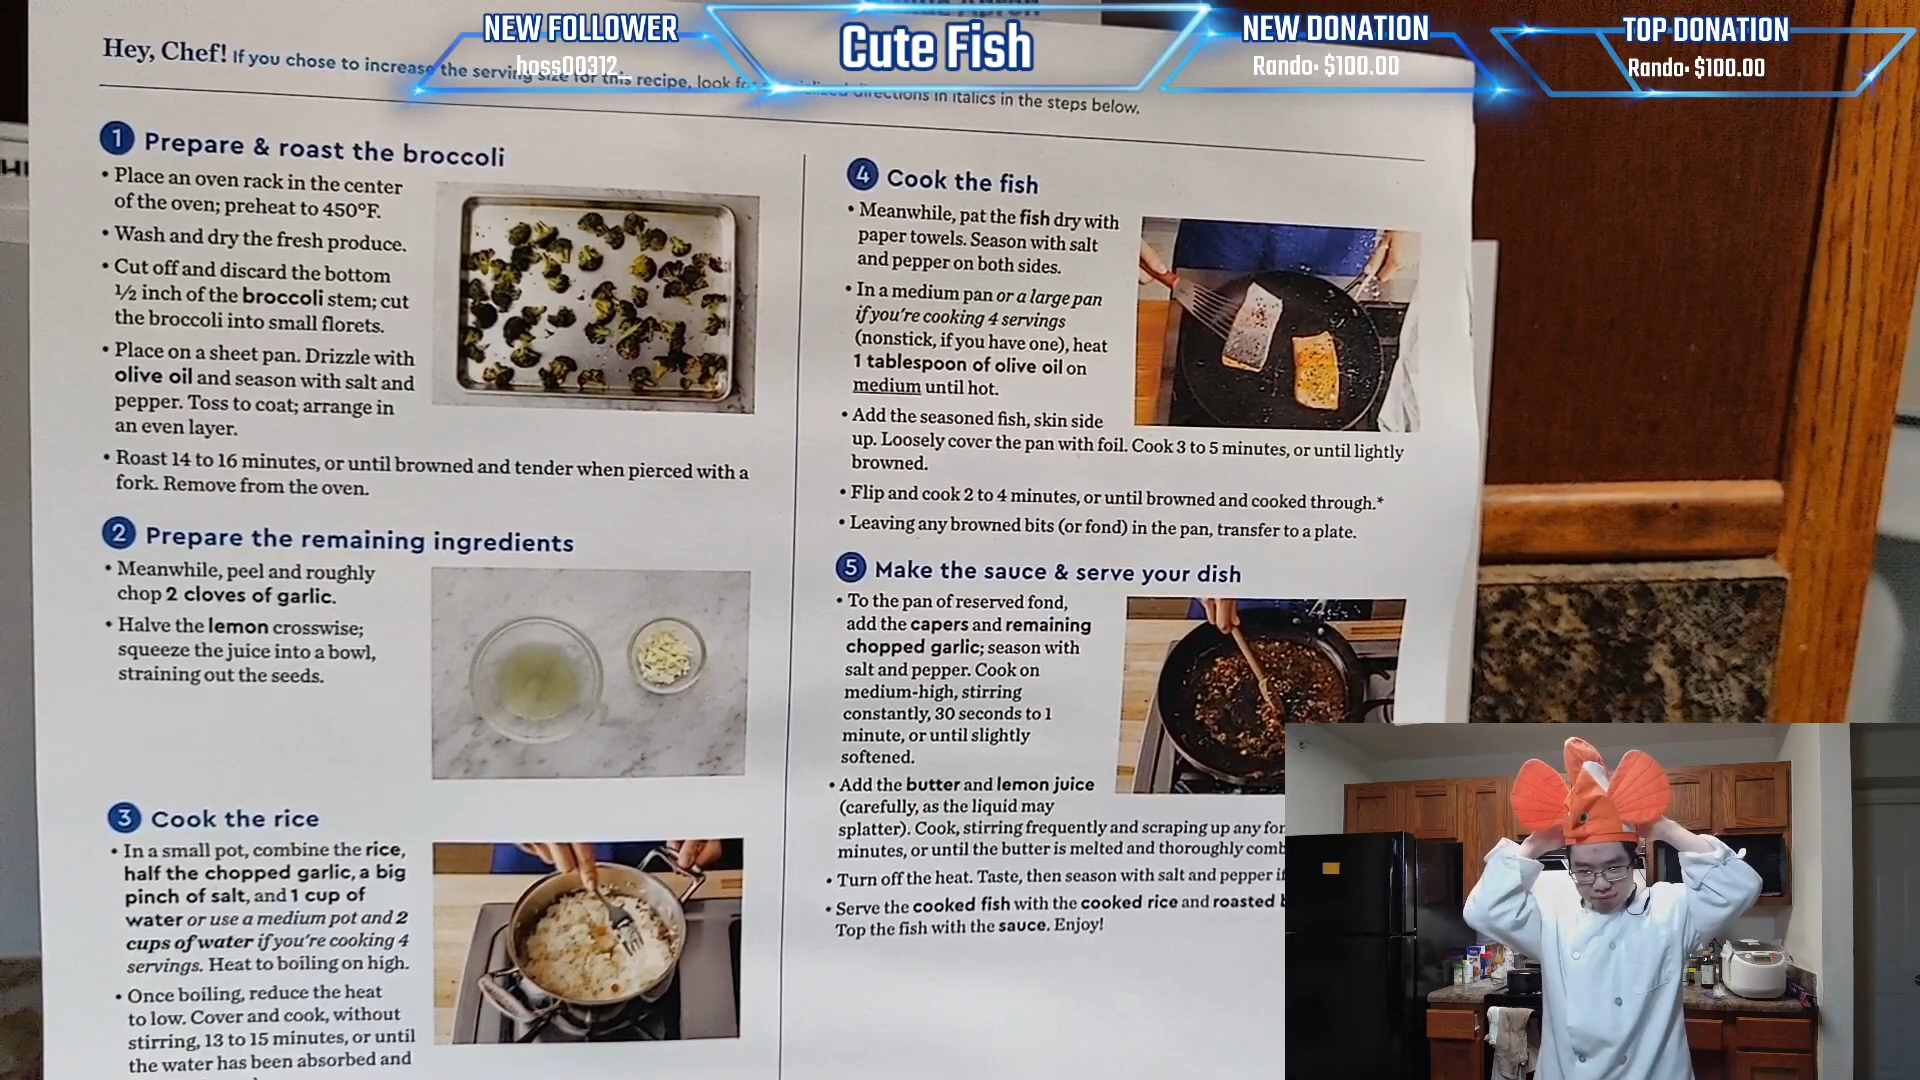 NEW FOLLOWER
hoss00312_
Cute Fish
NEW DONATION
Rando: $100.00
TOP DONATION
Rando: $100.00
Hey, Chef! If you chose to increase the serving size for this recipe, look for
directions in italics in the steps below.
1 Prepare & roast the broccoli
• Place an oven rack in the center
of the oven; preheat to 450°F.
• Wash and dry the fresh produce.
• Cut off and discard the bottom
½ inch of the broccoli stem; cut
the broccoli into small florets.
• Place on a sheet pan. Drizzle with
olive oil and season with salt and
pepper. Toss to coat; arrange in
an even layer.
• Roast 14 to 16 minutes, or until browned and tender when pierced with a
fork. Remove from the oven.
2 Prepare the remaining ingredients
• Meanwhile, peel and roughly
chop 2 cloves of garlic.
• Halve the lemon crosswise;
squeeze the juice into a bowl,
straining out the seeds.
3 Cook the rice
• In a small pot, combine the rice,
half the chopped garlic, a big
pinch of salt, and 1 cup of
water or use a medium pot and 2
cups of water if you're cooking 4
servings. Heat to boiling on high.
• Once boiling, reduce the heat
to low. Cover and cook, without
stirring, 13 to 15 minutes, or until
the water has been absorbed and
4 Cook the fish
• Meanwhile, pat the fish dry with
paper towels. Season with salt
and pepper on both sides.
• In a medium pan or a large pan
if you're cooking 4 servings
(nonstick, if you have one), heat
1 tablespoon of olive oil on
medium until hot.
• Add the seasoned fish, skin side
up. Loosely cover the pan with foil. Cook 3 to 5 minutes, or until lightly
browned.
• Flip and cook 2 to 4 minutes, or until browned and cooked through.*
• Leaving any browned bits (or fond) in the pan, transfer to a plate.
5 Make the sauce & serve your dish
• To the pan of reserved fond,
add the capers and remaining
chopped garlic; season with
salt and pepper. Cook on
medium-high, stirring
constantly, 30 seconds to 1
minute, or until slightly
softened.
• Add the butter and lemon juice
(carefully, as the liquid may
splatter). Cook, stirring frequently and scraping up any
minutes, or until the butter is melted and thoroughly
• Turn off the heat. Taste, then season with salt and pepper
• Serve the cooked fish with the cooked rice and roasted
Top the fish with the sauce. Enjoy!